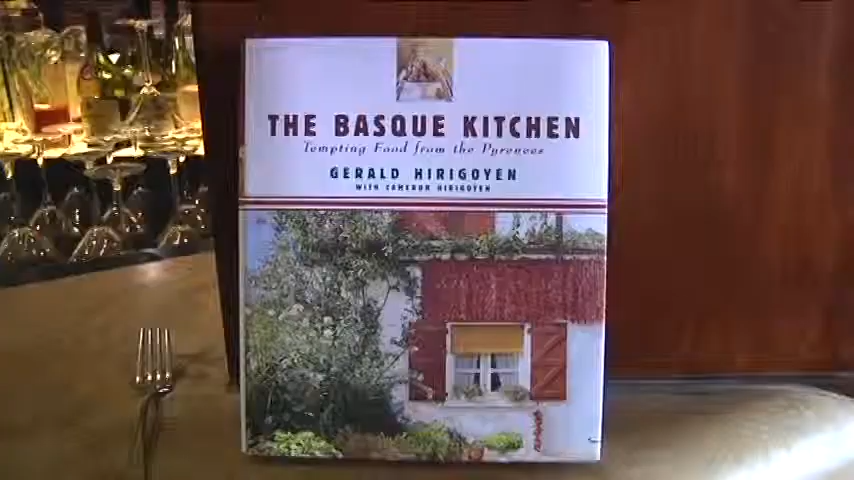 THE BASQUE KITCHEN
Tempting Food from the Pyrenees
GERALD HIRIGOYEN
WITH CAMERON HIRIGOYEN